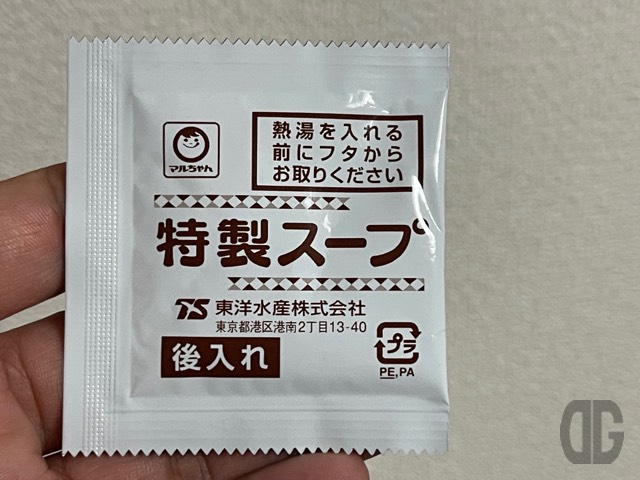 熱湯を入れる
前にフタから
お取りください
マルちゃん
特製スープ
TS 東洋水産株式会社
東京都港区港南2丁目13-40
後入れ
プラ
PE,PA
DG